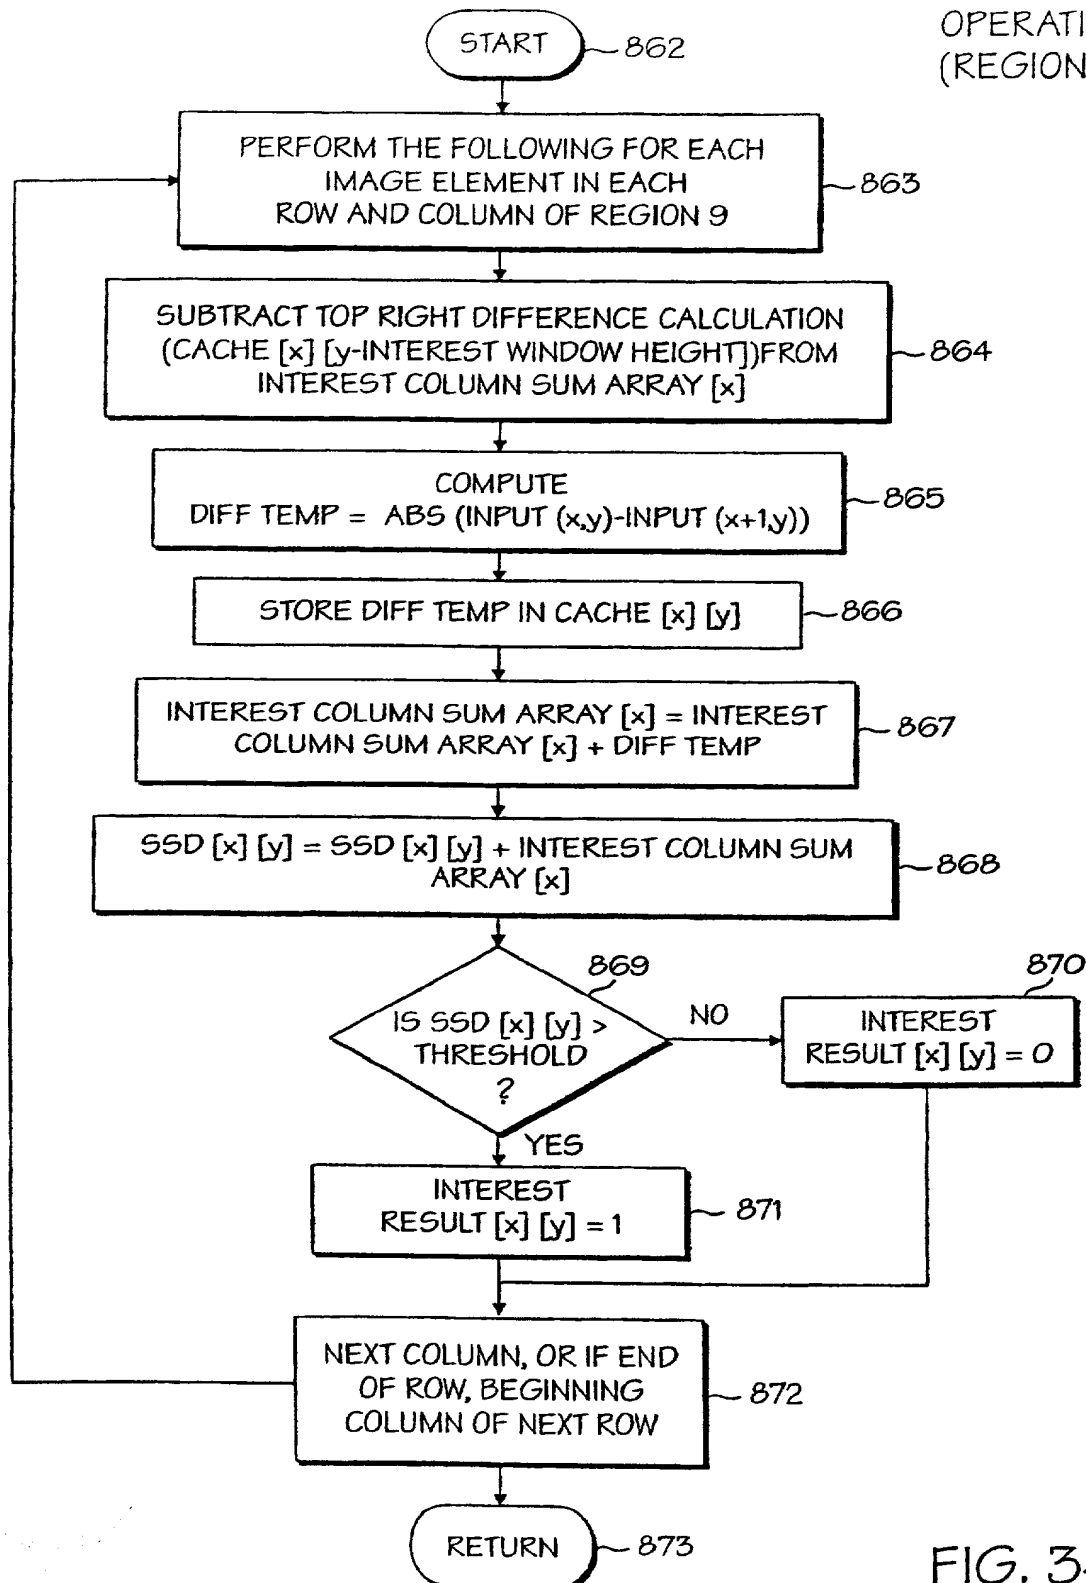 OPERATI
(REGION
START
862
PERFORM THE FOLLOWING FOR EACH
IMAGE ELEMENT IN EACH
ROW AND COLUMN OF REGION 9
863
SUBTRACT TOP RIGHT DIFFERENCE CALCULATION
(CACHE [x] [y-INTEREST WINDOW HEIGHT])FROM
INTEREST COLUMN SUM ARRAY [x]
864
COMPUTE
DIFF TEMP = ABS (INPUT (x,y)-INPUT (x+1,y))
865
STORE DIFF TEMP IN CACHE [x] [y]
866
INTEREST COLUMN SUM ARRAY [x] = INTEREST
COLUMN SUM ARRAY [x] + DIFF TEMP
867
SSD [x] [y] = SSD [x] [y] + INTEREST COLUMN SUM
ARRAY [x]
868
869
IS SSD [x] [y] >
THRESHOLD
?
NO
870
INTEREST
RESULT [x] [y] = 0
YES
INTEREST
RESULT [x] [y] = 1
871
NEXT COLUMN, OR IF END
OF ROW, BEGINNING
COLUMN OF NEXT ROW
872
RETURN
873
FIG. 3